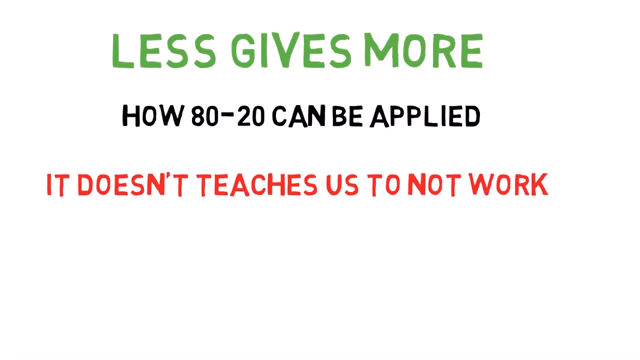 LESS GIVES MORE
HOW 80-20 CAN BE APPLIED
IT DOESN'T TEACHES US TO NOT WORK